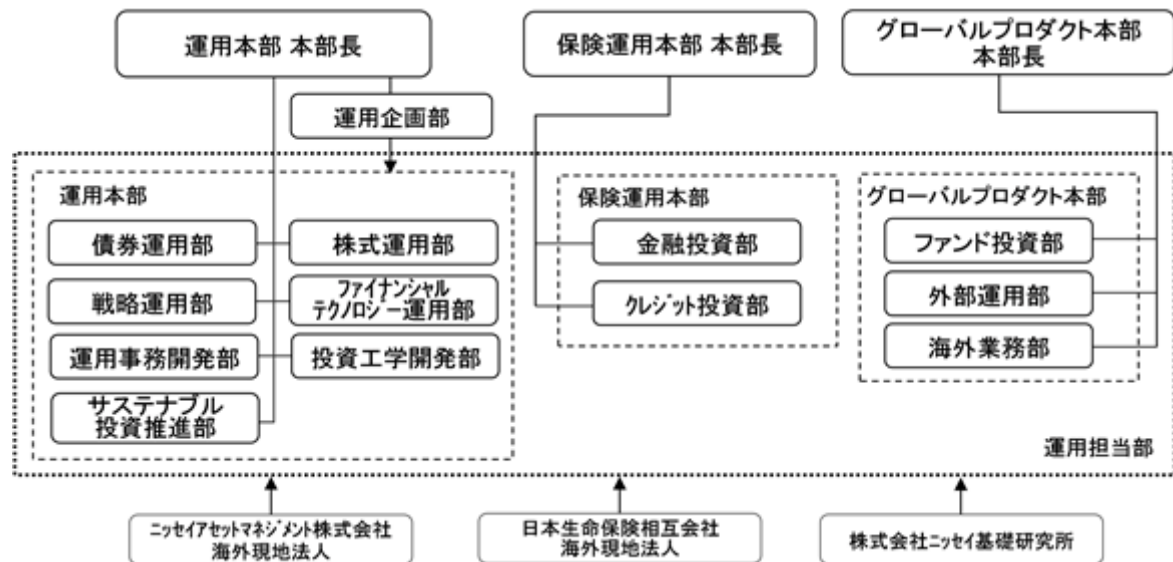 運用本部 本部長
保険運用本部 本部長
グローバルプロダクト本部
本部長
運用企画部
運用本部
債券運用部
株式運用部
戦略運用部
ファイナンシャル
テクノロジー運用部
運用事務開発部
投資工学開発部
サステナブル
投資推進部
保険運用本部
金融投資部
クレジット投資部
グローバルプロダクト本部
ファンド投資部
外部運用部
海外業務部
運用担当部
ニッセイアセットマネジメント株式会社
海外現地法人
日本生命保険相互会社
海外現地法人
株式会社ニッセイ基礎研究所